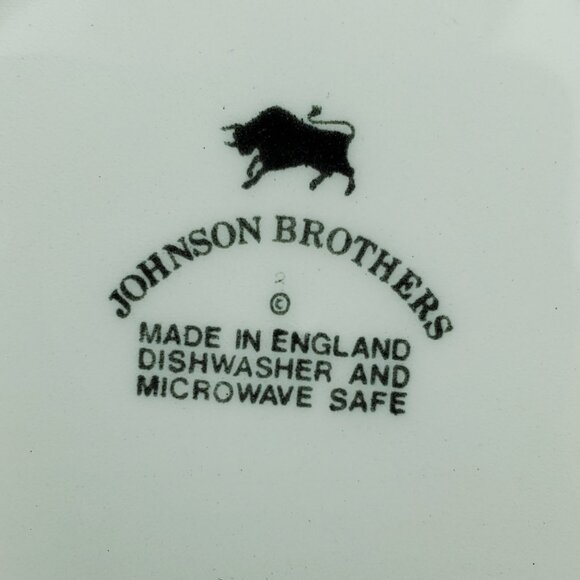 JOHNSON BROTHERS
©
MADE IN ENGLAND
DISHWASHER AND
MICROWAVE SAFE